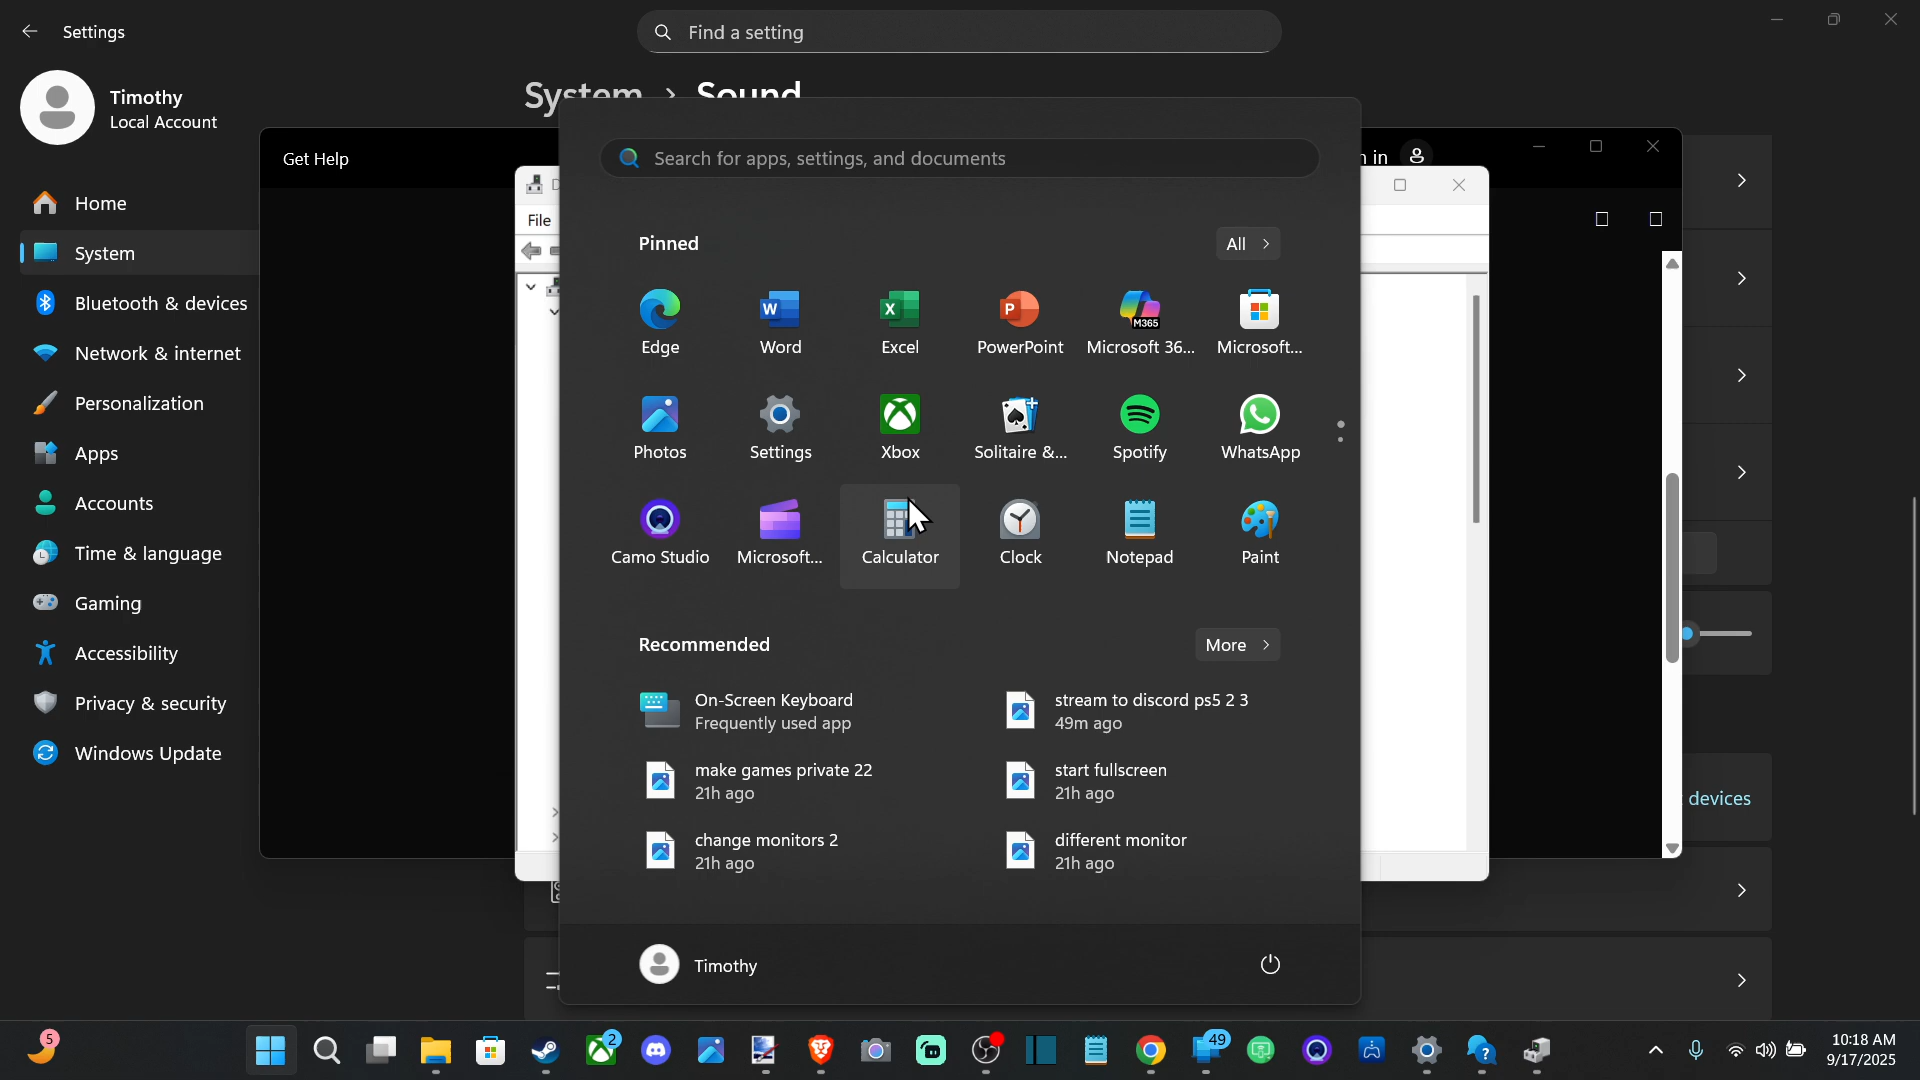 Settings
Find a setting
Timothy
Local Account
System > Sound
Home
System
Bluetooth & devices
Network & internet
Personalization
Apps
Accounts
Time & language
Gaming
Accessibility
Privacy & security
Windows Update
Get Help
in
File
Search for apps, settings, and documents
Pinned
All
Edge
Word
Excel
PowerPoint
M365
Microsoft 36...
Microsoft...
Photos
Settings
Xbox
Solitaire &...
Spotify
WhatsApp
Camo Studio
Microsoft...
Calculator
Clock
Notepad
Paint
Recommended
More
On-Screen Keyboard
Frequently used app
stream to discord ps5 2 3
49m ago
make games private 22
21h ago
start fullscreen
21h ago
change monitors 2
21h ago
different monitor
21h ago
devices
Timothy
5
2
49
10:18 AM
9/17/2025